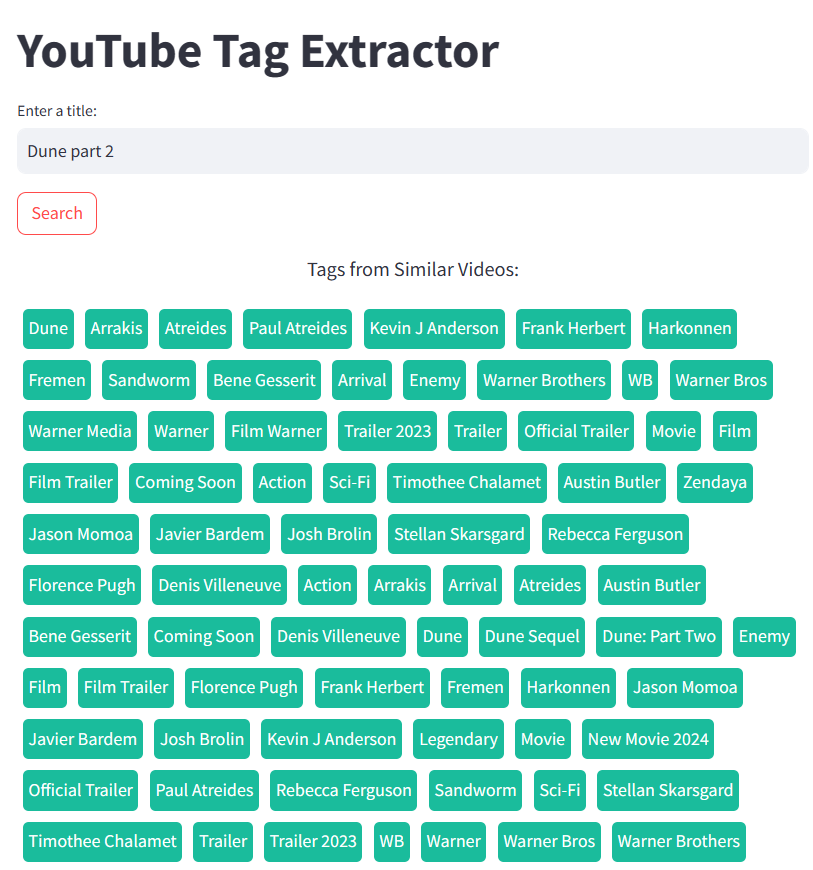 YouTube Tag Extractor
Enter a title:
Dune part 2
Search
Tags from Similar Videos:
Dune Arrakis Atreides Paul Atreides Kevin J Anderson Frank Herbert Harkonnen
Fremen Sandworm Bene Gesserit Arrival Enemy Warner Brothers WB Warner Bros
Warner Media Warner Film Warner Trailer 2023 Trailer Official Trailer Movie Film
Film Trailer Coming Soon Action Sci-Fi Timothee Chalamet Austin Butler Zendaya
Jason Momoa Javier Bardem Josh Brolin Stellan Skarsgard Rebecca Ferguson
Florence Pugh Denis Villeneuve Action Arrakis Arrival Atreides Austin Butler
Bene Gesserit Coming Soon Denis Villeneuve Dune Dune Sequel Dune: Part Two Enemy
Film Film Trailer Florence Pugh Frank Herbert Fremen Harkonnen Jason Momoa
Javier Bardem Josh Brolin Kevin J Anderson Legendary Movie New Movie 2024
Official Trailer Paul Atreides Rebecca Ferguson Sandworm Sci-Fi Stellan Skarsgard
Timothee Chalamet Trailer Trailer 2023 WB Warner Warner Bros Warner Brothers